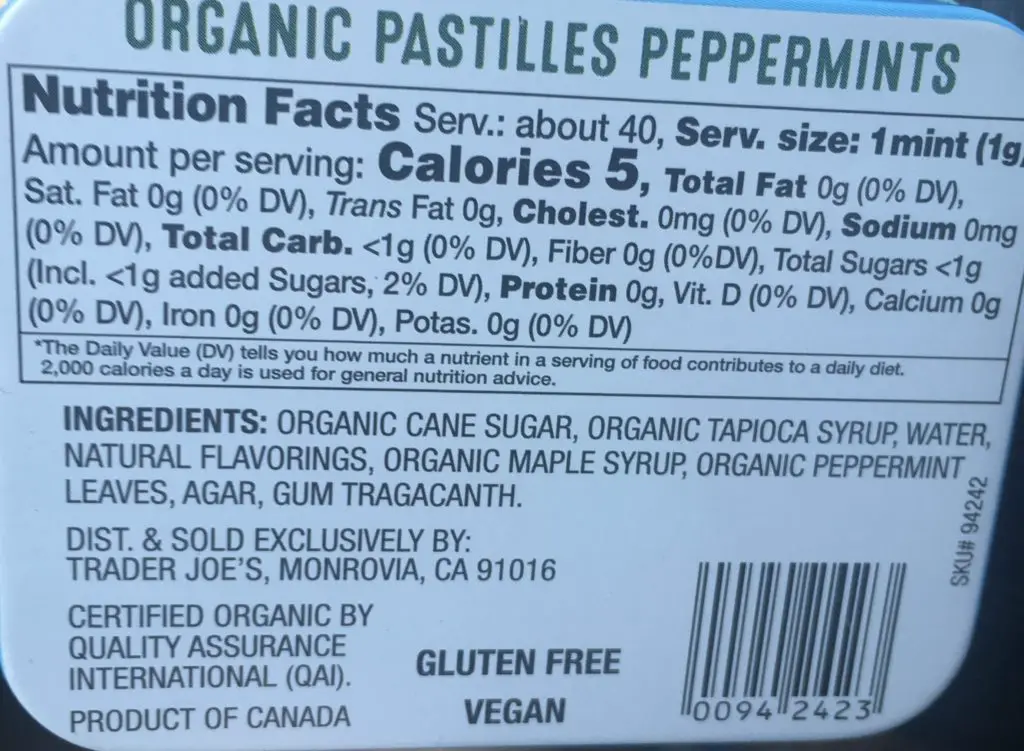 ORGANIC PASTILLES PEPPERMINTS
Nutrition Facts Serv.: about 40, Serv. size: 1 mint (1g)
Amount per serving: Calories 5, Total Fat 0g (0% DV),
Sat. Fat 0g (0% DV), Trans Fat 0g, Cholest. 0mg (0% DV), Sodium 0mg
(0% DV), Total Carb. <1g (0% DV), Fiber 0g (0%DV), Total Sugars <1g
(Incl. <1g added Sugars, 2% DV), Protein 0g, Vit. D (0% DV), Calcium 0g
(0% DV), Iron 0g (0% DV), Potas. 0g (0% DV)
*The Daily Value (DV) tells you how much a nutrient in a serving of food contributes to a daily diet.
2,000 calories a day is used for general nutrition advice.
INGREDIENTS: ORGANIC CANE SUGAR, ORGANIC TAPIOCA SYRUP, WATER,
NATURAL FLAVORINGS, ORGANIC MAPLE SYRUP, ORGANIC PEPPERMINT
LEAVES, AGAR, GUM TRAGACANTH.
DIST. & SOLD EXCLUSIVELY BY:
TRADER JOE'S, MONROVIA, CA 91016
CERTIFIED ORGANIC BY
QUALITY ASSURANCE
INTERNATIONAL (QAI).
PRODUCT OF CANADA
GLUTEN FREE
VEGAN
SKU# 94242
0094 2423